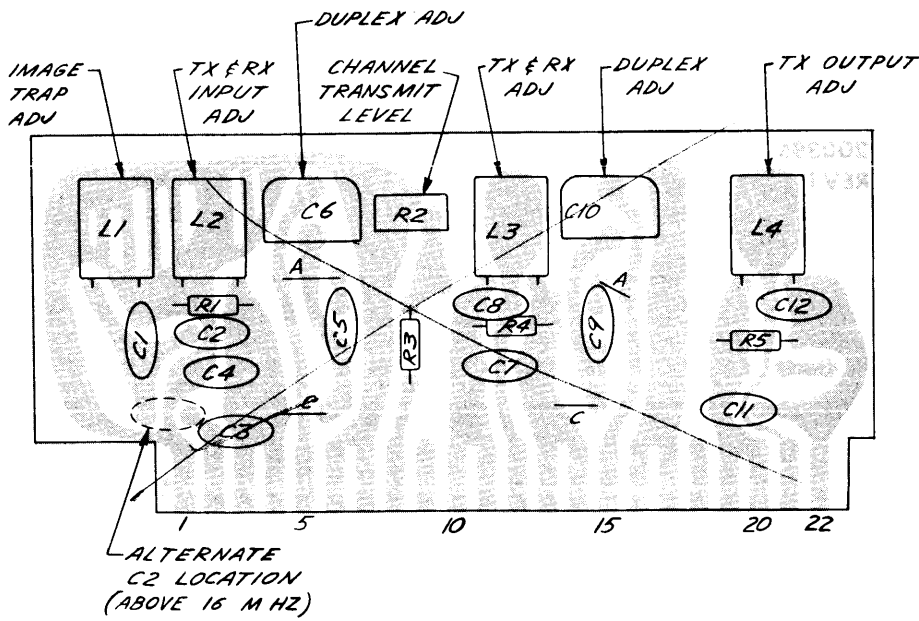 DUPLEX ADJ
IMAGE
TRAP
ADJ
TX & RX
INPUT
ADJ
CHANNEL
TRANSMIT
LEVEL
TX & RX
ADJ
DUPLEX
ADJ
TX OUTPUT
ADJ
REV
L1
L2
C6
R2
L3
C10
L4
A
A
R1
C1
C2
C4
C5
R3
C8
R4
C7
C9
C12
R5
C3
C
C11
1
5
10
15
20
22
ALTERNATE
C2 LOCATION
(ABOVE 16 M HZ)